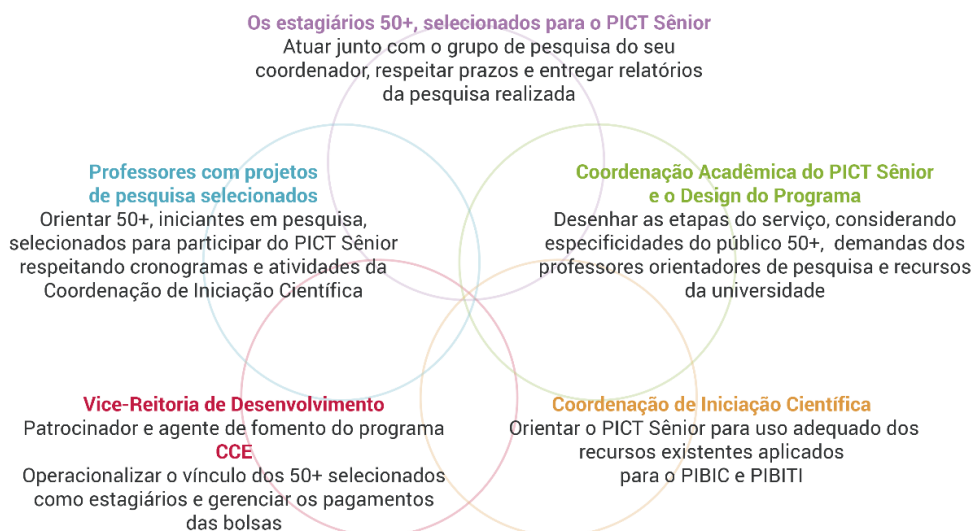 Os estagiários 50+, selecionados para o PICT Sênior
Atuar junto com o grupo de pesquisa do seu
coordenador, respeitar prazos e entregar relatórios
da pesquisa realizada
Professores com projetos
de pesquisa selecionados
Orientar 50+, iniciantes em pesquisa,
selecionados para participar do PICT Sênior
respeitando cronogramas e atividades da
Coordenação de Iniciação Científica
Coordenação Acadêmica do PICT Sênior
e o Design do Programa
Desenhar as etapas do serviço, considerando
especificidades do público 50+, demandas dos
professores orientadores de pesquisa e recursos
da universidade
Vice-Reitoria de Desenvolvimento
Patrocinador e agente de fomento do programa
CCE
Operacionalizar o vínculo dos 50+ selecionados
como estagiários e gerenciar os pagamentos
das bolsas
Coordenação de Iniciação Científica
Orientar o PICT Sênior para uso adequado dos
recursos existentes aplicados
para o PIBIC e PIBITI